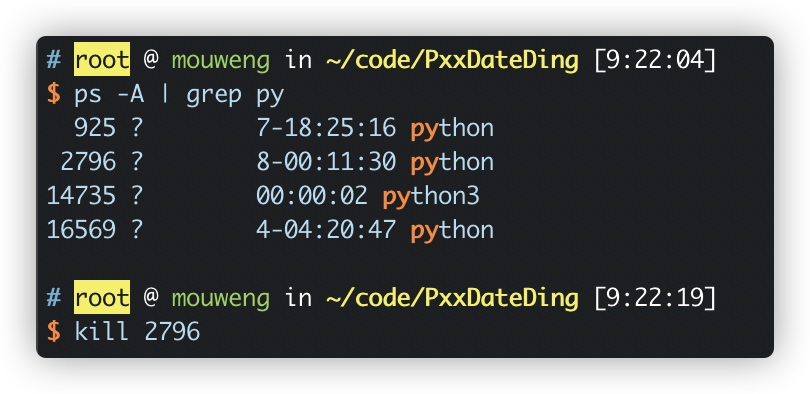 # root @ mouweng in ~/code/PxxDateDing [9:22:04]
$ ps -A | grep py
  925 ?        7-18:25:16 python
 2796 ?        8-00:11:30 python
14735 ?        00:00:02 python3
16569 ?        4-04:20:47 python
# root @ mouweng in ~/code/PxxDateDing [9:22:19]
$ kill 2796